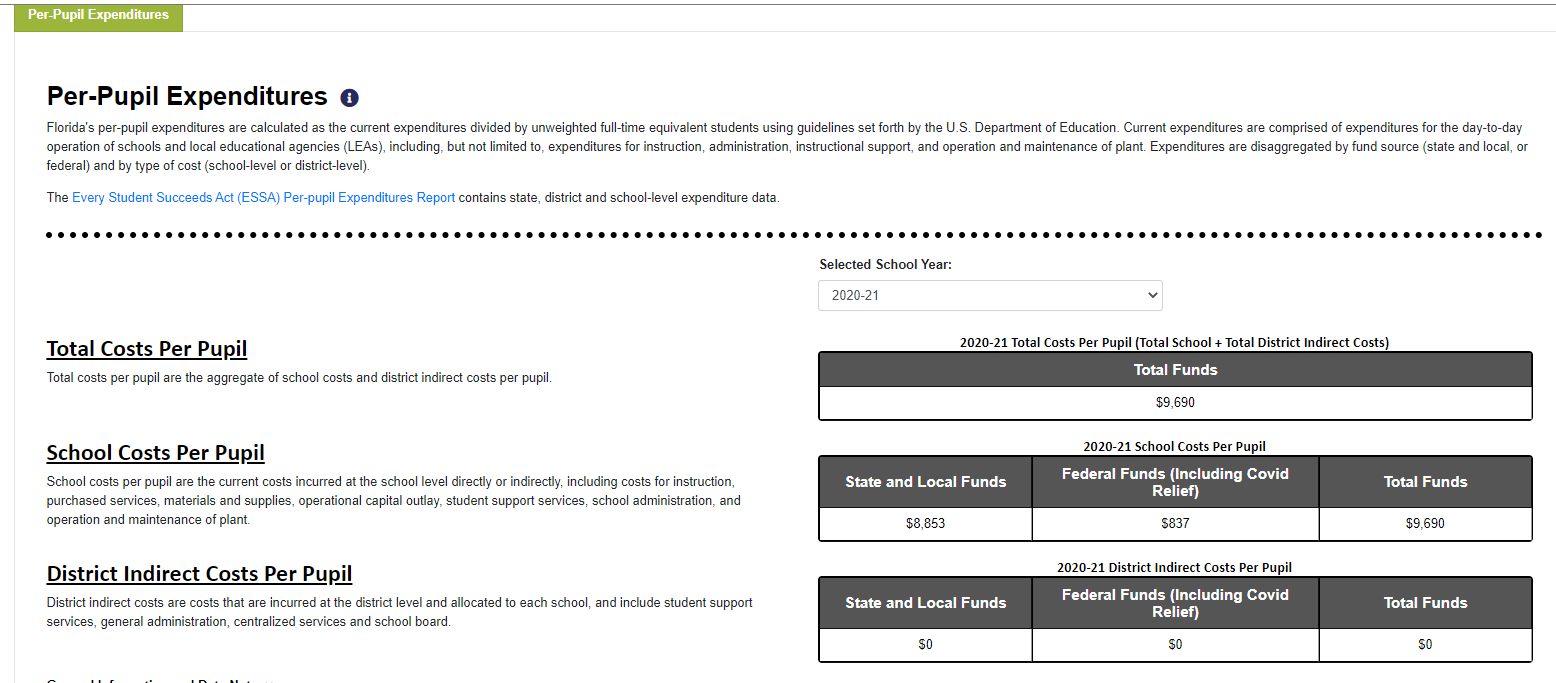 Per-Pupil Expenditures
Per-Pupil Expenditures
Florida's per-pupil expenditures are calculated as the current expenditures divided by unweighted full-time equivalent students using guidelines set forth by the U.S. Department of Education. Current expenditures are comprised of expenditures for the day-to-day
operation of schools and local educational agencies (LEAs), including, but not limited to, expenditures for instruction, administration, instructional support, and operation and maintenance of plant. Expenditures are disaggregated by fund source (state and local, or
federal) and by type of cost (school-level or district-level).
The Every Student Succeeds Act (ESSA) Per-pupil Expenditures Report contains state, district and school-level expenditure data.
Selected School Year:
2020-21
Total Costs Per Pupil
Total costs per pupil are the aggregate of school costs and district indirect costs per pupil.
2020-21 Total Costs Per Pupil (Total School + Total District Indirect Costs)
Total Funds
$9,690
School Costs Per Pupil
School costs per pupil are the current costs incurred at the school level directly or indirectly, including costs for instruction,
purchased services, materials and supplies, operational capital outlay, student support services, school administration, and
operation and maintenance of plant.
2020-21 School Costs Per Pupil
State and Local Funds Federal Funds (Including Covid Total Funds
Relief)
$8,853 $837 $9,690
District Indirect Costs Per Pupil
District indirect costs are costs that are incurred at the district level and allocated to each school, and include student support
services, general administration, centralized services and school board.
2020-21 District Indirect Costs Per Pupil
State and Local Funds Federal Funds (Including Covid Total Funds
Relief)
$0 $0 $0